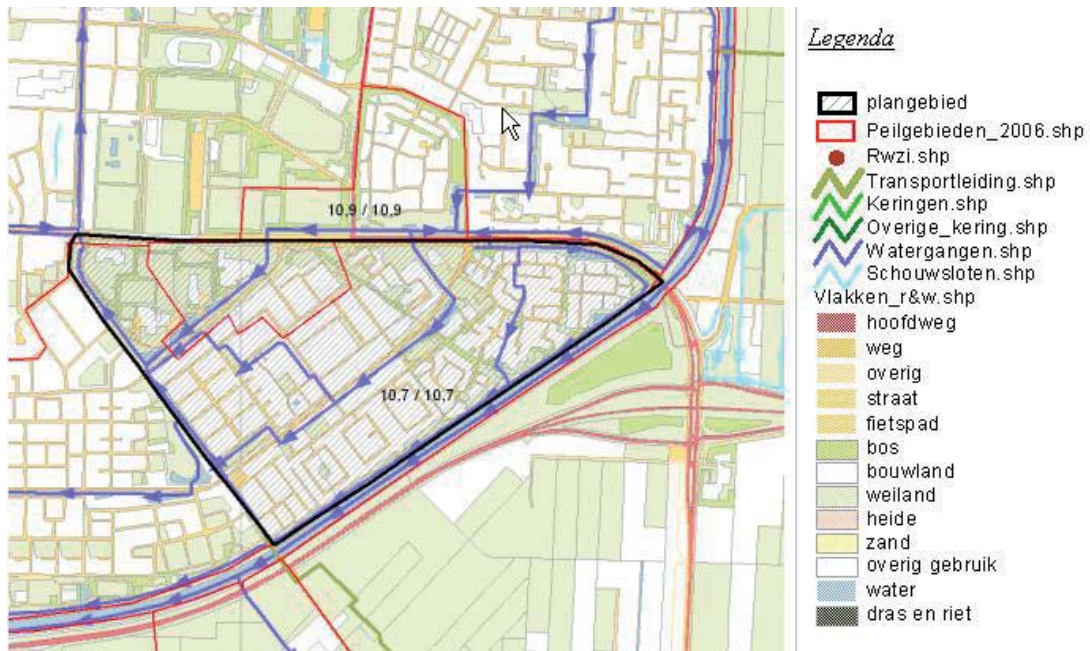 Legenda
plangebied
Peilgebieden_2006.shp
Rwzi.shp
Transportleiding.shp
Keringen.shp
Overige_kering.shp
Watergangen.shp
Schouwsloten.shp
Vlakken_r&w.shp
hoofdweg
weg
overig
straat
fietspad
bos
bouwland
weiland
heide
zand
overig gebruik
water
dras en riet
10,9 / 10,9
10,7 / 10,7